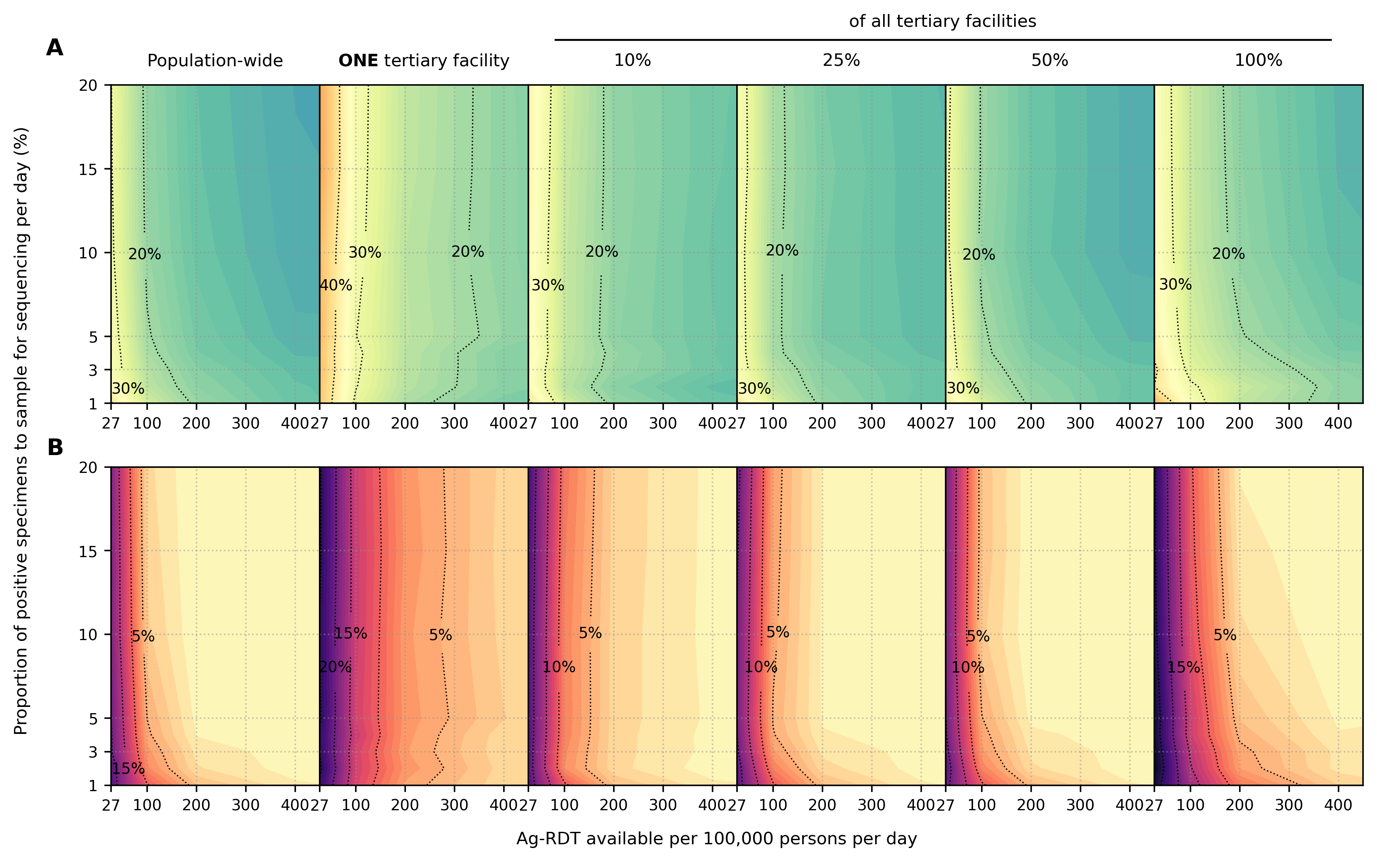 of all tertiary facilities
A
Population-wide
ONE tertiary facility
10%
25%
50%
100%
Proportion of positive specimens to sample for sequencing per day (%)
20
15
10
5
3
1
20%
30%
40%
30%
20%
30%
20%
30%
20%
30%
20%
30%
20%
27 100 200 300 400
27 100 200 300 400
27 100 200 300 400
27 100 200 300 400
27 100 200 300 400
27 100 200 300 400
B
20
15
10
5
3
1
5%
15%
20%
15%
5%
10%
5%
10%
5%
10%
5%
15%
5%
27 100 200 300 400
27 100 200 300 400
27 100 200 300 400
27 100 200 300 400
27 100 200 300 400
27 100 200 300 400
Ag-RDT available per 100,000 persons per day